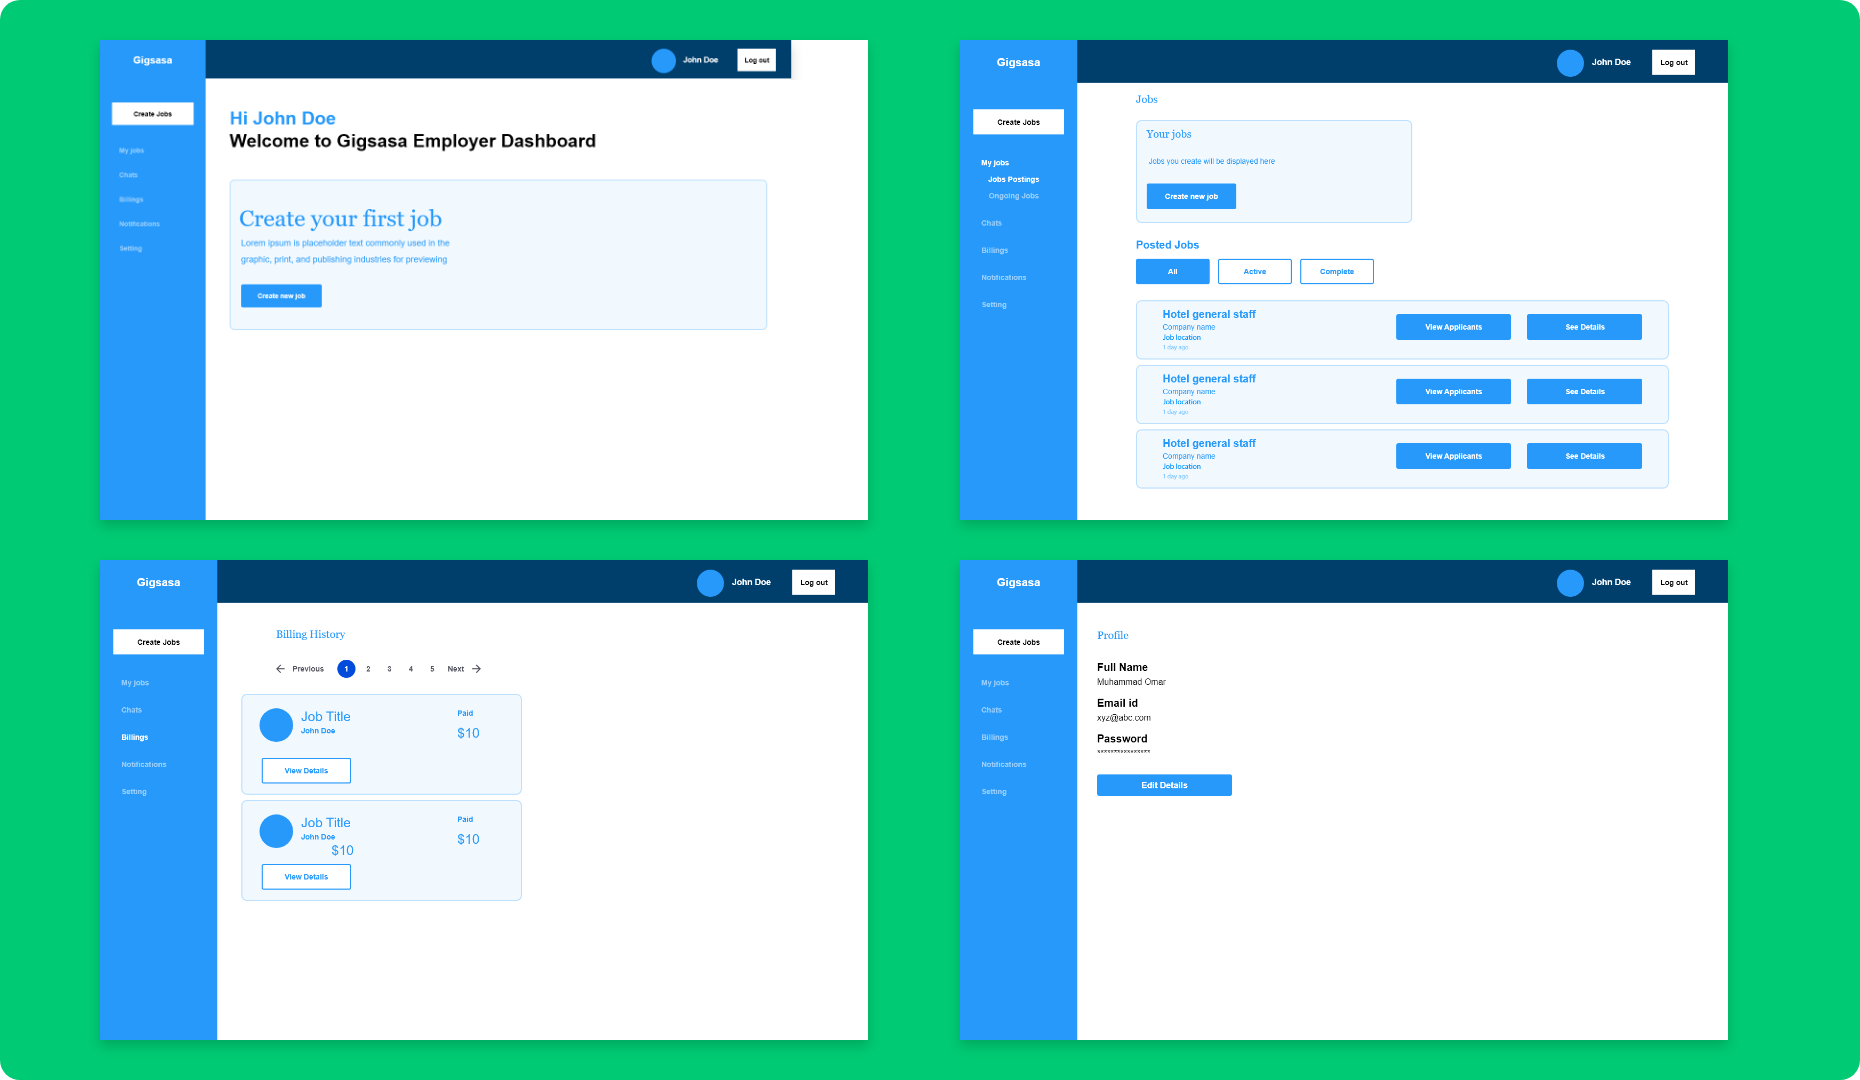 Gigsasa
John Doe
Log out
Create Jobs
My jobs
Chats
Billings
Notifications
Setting
Hi John Doe
Welcome to Gigsasa Employer Dashboard
Create your first job
Lorem ipsum is placeholder text commonly used in the
graphic, print, and publishing industries for previewing
Create new job
Gigsasa
John Doe
Log out
Create Jobs
My jobs
Jobs Postings
Ongoing Jobs
Chats
Billings
Notifications
Setting
Jobs
Your jobs
Jobs you create will be displayed here
Create new job
Posted Jobs
All Active Complete
Hotel general staff
Company name
Job location
1 day ago
View Applicants See Details
Hotel general staff
Company name
Job location
1 day ago
View Applicants See Details
Hotel general staff
Company name
Job location
1 day ago
View Applicants See Details
Gigsasa
John Doe
Log out
Create Jobs
My jobs
Chats
Billings
Notifications
Setting
Billing History
← Previous 1 2 3 4 5 Next →
Job Title
John Doe
Paid
$10
View Details
Job Title
John Doe
$10
Paid
$10
View Details
Gigsasa
John Doe
Log out
Create Jobs
My jobs
Chats
Billings
Notifications
Setting
Profile
Full Name
Muhammad Omar
Email id
xyz@abc.com
Password
****************
Edit Details